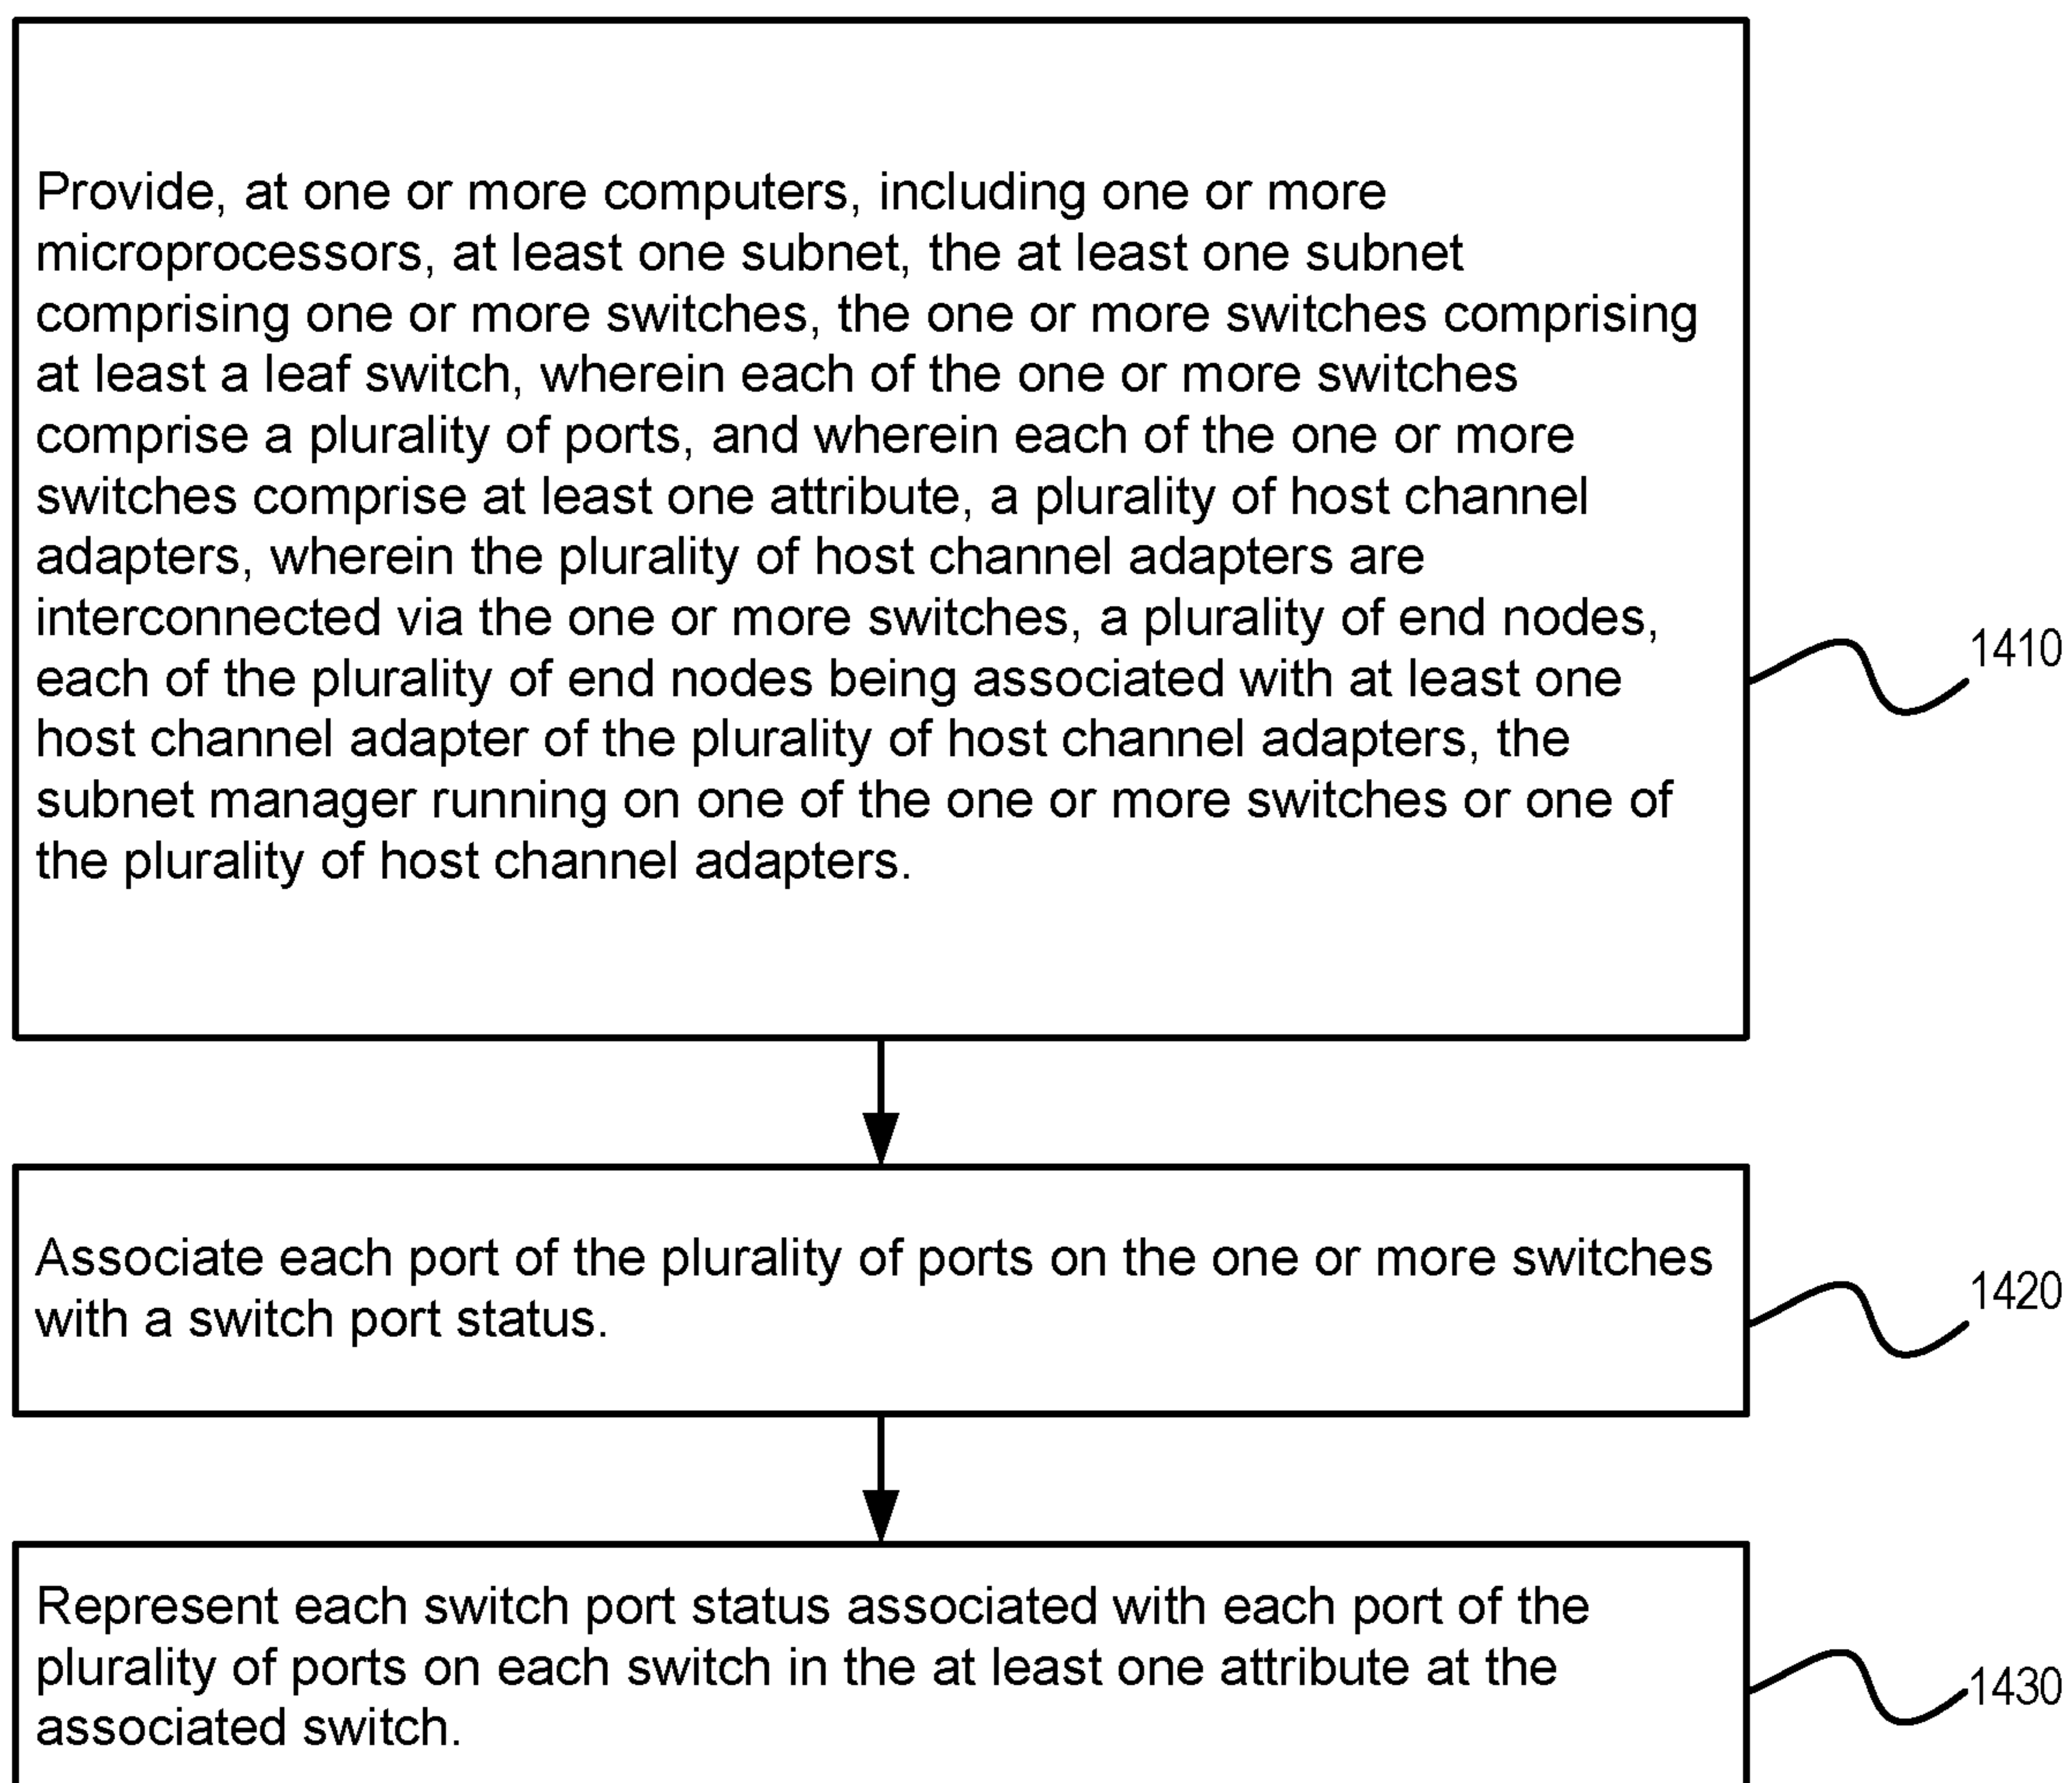 Provide, at one or more computers, including one or more
microprocessors, at least one subnet, the at least one subnet
comprising one or more switches, the one or more switches comprising
at least a leaf switch, wherein each of the one or more switches
comprise a plurality of ports, and wherein each of the one or more
switches comprise at least one attribute, a plurality of host channel
adapters, wherein the plurality of host channel adapters are
interconnected via the one or more switches, a plurality of end nodes,
each of the plurality of end nodes being associated with at least one
host channel adapter of the plurality of host channel adapters, the
subnet manager running on one of the one or more switches or one of
the plurality of host channel adapters.
1410
Associate each port of the plurality of ports on the one or more switches
with a switch port status.
1420
Represent each switch port status associated with each port of the
plurality of ports on each switch in the at least one attribute at the
associated switch.
1430